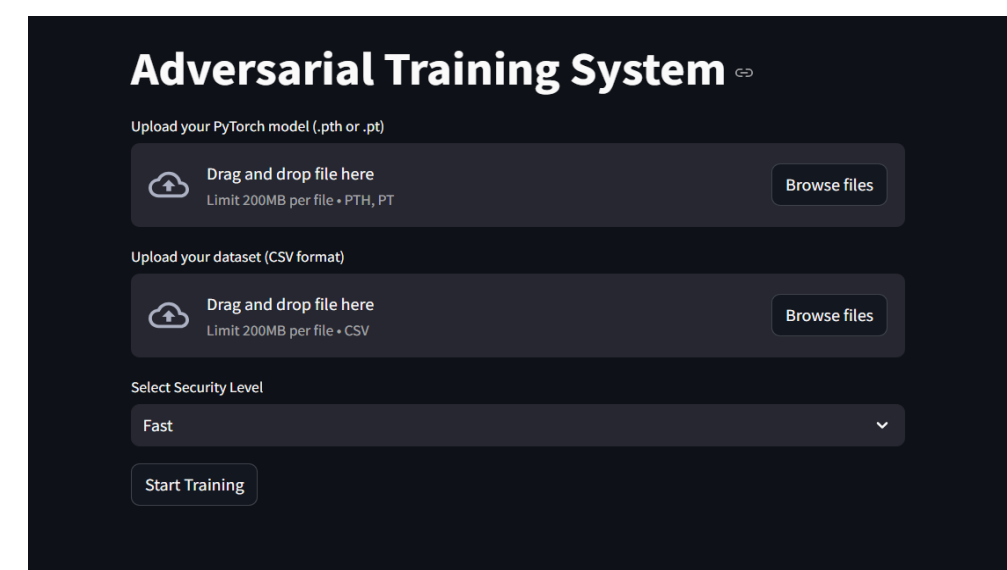 Adversarial Training System
Upload your PyTorch model (.pth or .pt)
Drag and drop file here
Limit 200MB per file • PTH, PT
Browse files
Upload your dataset (CSV format)
Drag and drop file here
Limit 200MB per file • CSV
Browse files
Select Security Level
Fast
Start Training